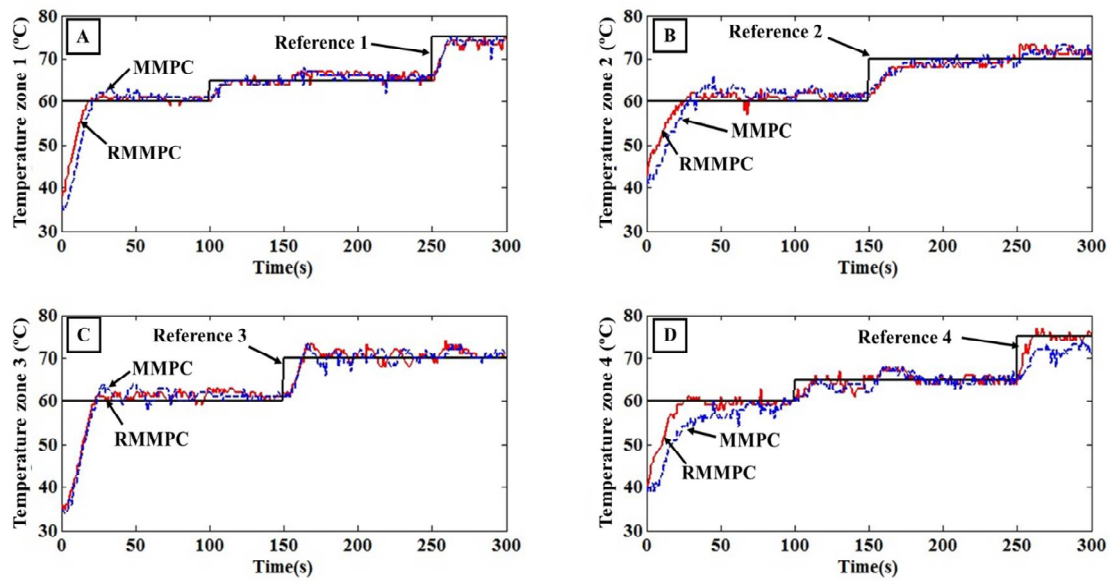 A
Temperature zone 1 (ºC)
80
70
60
50
40
30
Reference 1
MMPC
RMMPC
0 50 100 150 200 250 300
Time(s)
B
Temperature zone 2 (ºC)
80
70
60
50
40
30
Reference 2
MMPC
RMMPC
0 50 100 150 200 250 300
Time(s)
C
Temperature zone 3 (ºC)
80
70
60
50
40
30
Reference 3
MMPC
RMMPC
0 50 100 150 200 250 300
Time(s)
D
Temperature zone 4 (ºC)
80
70
60
50
40
30
Reference 4
MMPC
RMMPC
0 50 100 150 200 250 300
Time(s)